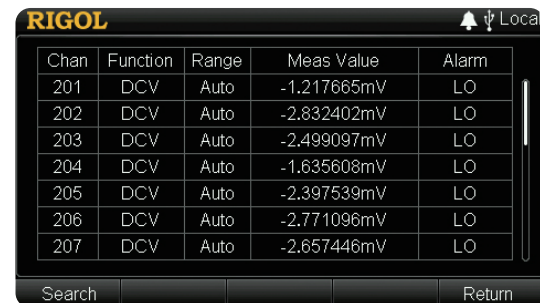 RIGOL Local
Chan Function Range Meas Value Alarm
201 DCV Auto -1.217665mV LO
202 DCV Auto -2.832402mV LO
203 DCV Auto -2.499097mV LO
204 DCV Auto -1.635608mV LO
205 DCV Auto -2.397539mV LO
206 DCV Auto -2.771096mV LO
207 DCV Auto -2.657446mV LO
Search Return